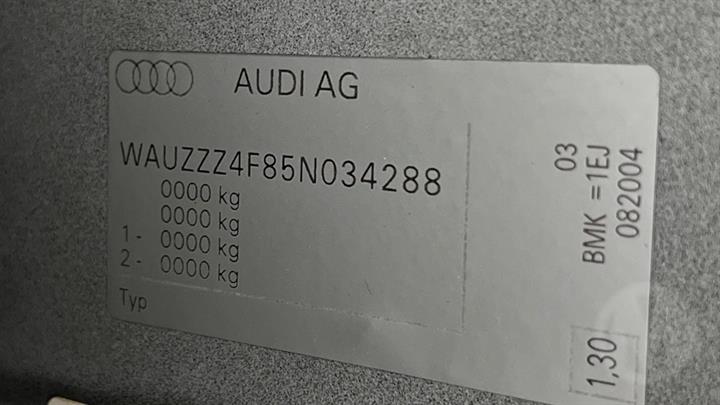 AUDI AG
WAUZZZ4F85N034288
0000 kg
0000 kg
1 - 0000 kg
2 - 0000 kg
Typ
03
BMK =1EJ
082004
1,30